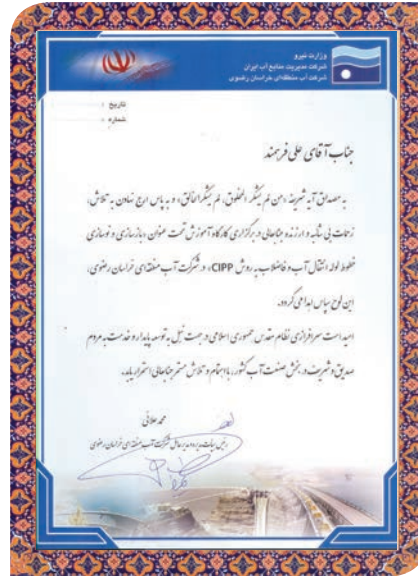 وزارت نیرو
شرکت مدیریت منابع آب ایران
شرکت آب منطقه‌ای خراسان رضوی
تاریخ :
شماره :
جناب آقای علی فرهمند
به مصداق آیه شریفه «من لم یشکر المخلوق، لم یشکر الخالق» و به پاس ارج نهادن به تلاش،
زحمات بی شائبه و ارزنده جنابعالی در برگزاری کارگاه آموزش تحت عنوان «بازسازی و نوسازی
خطوط لوله انتقال آب و فاضلاب به روش CIPP» در شرکت آب منطقه‌ای خراسان رضوی،
این لوح سپاس اهدا می گردد.
امید است سرافرازی نظام مقدس جمهوری اسلامی در جهت نیل به توسعه پایدار و خدمت به مردم
صدیق و شریف در بخش صنعت آب کشور، با اهتمام و تلاش مستمر جنابعالی استمرار یابد.
محمد علائی
رئیس هیات مدیره و مدیرعامل شرکت آب منطقه‌ای خراسان رضوی